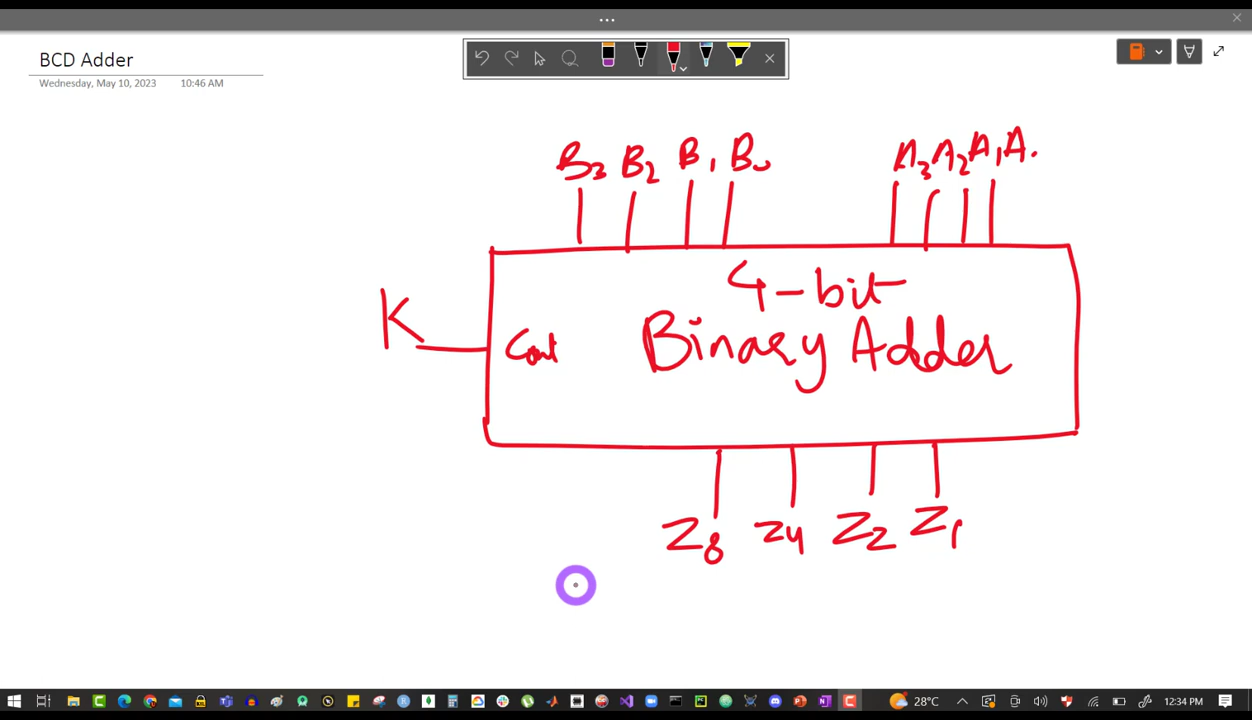 BCD Adder
Wednesday, May 10, 2023 10:46 AM
B3 B2 B1 B0 A3 A2 A1 A0
4-bit
K Cout Binary Adder
Z8 Z4 Z2 Z1
28°C 12:34 PM